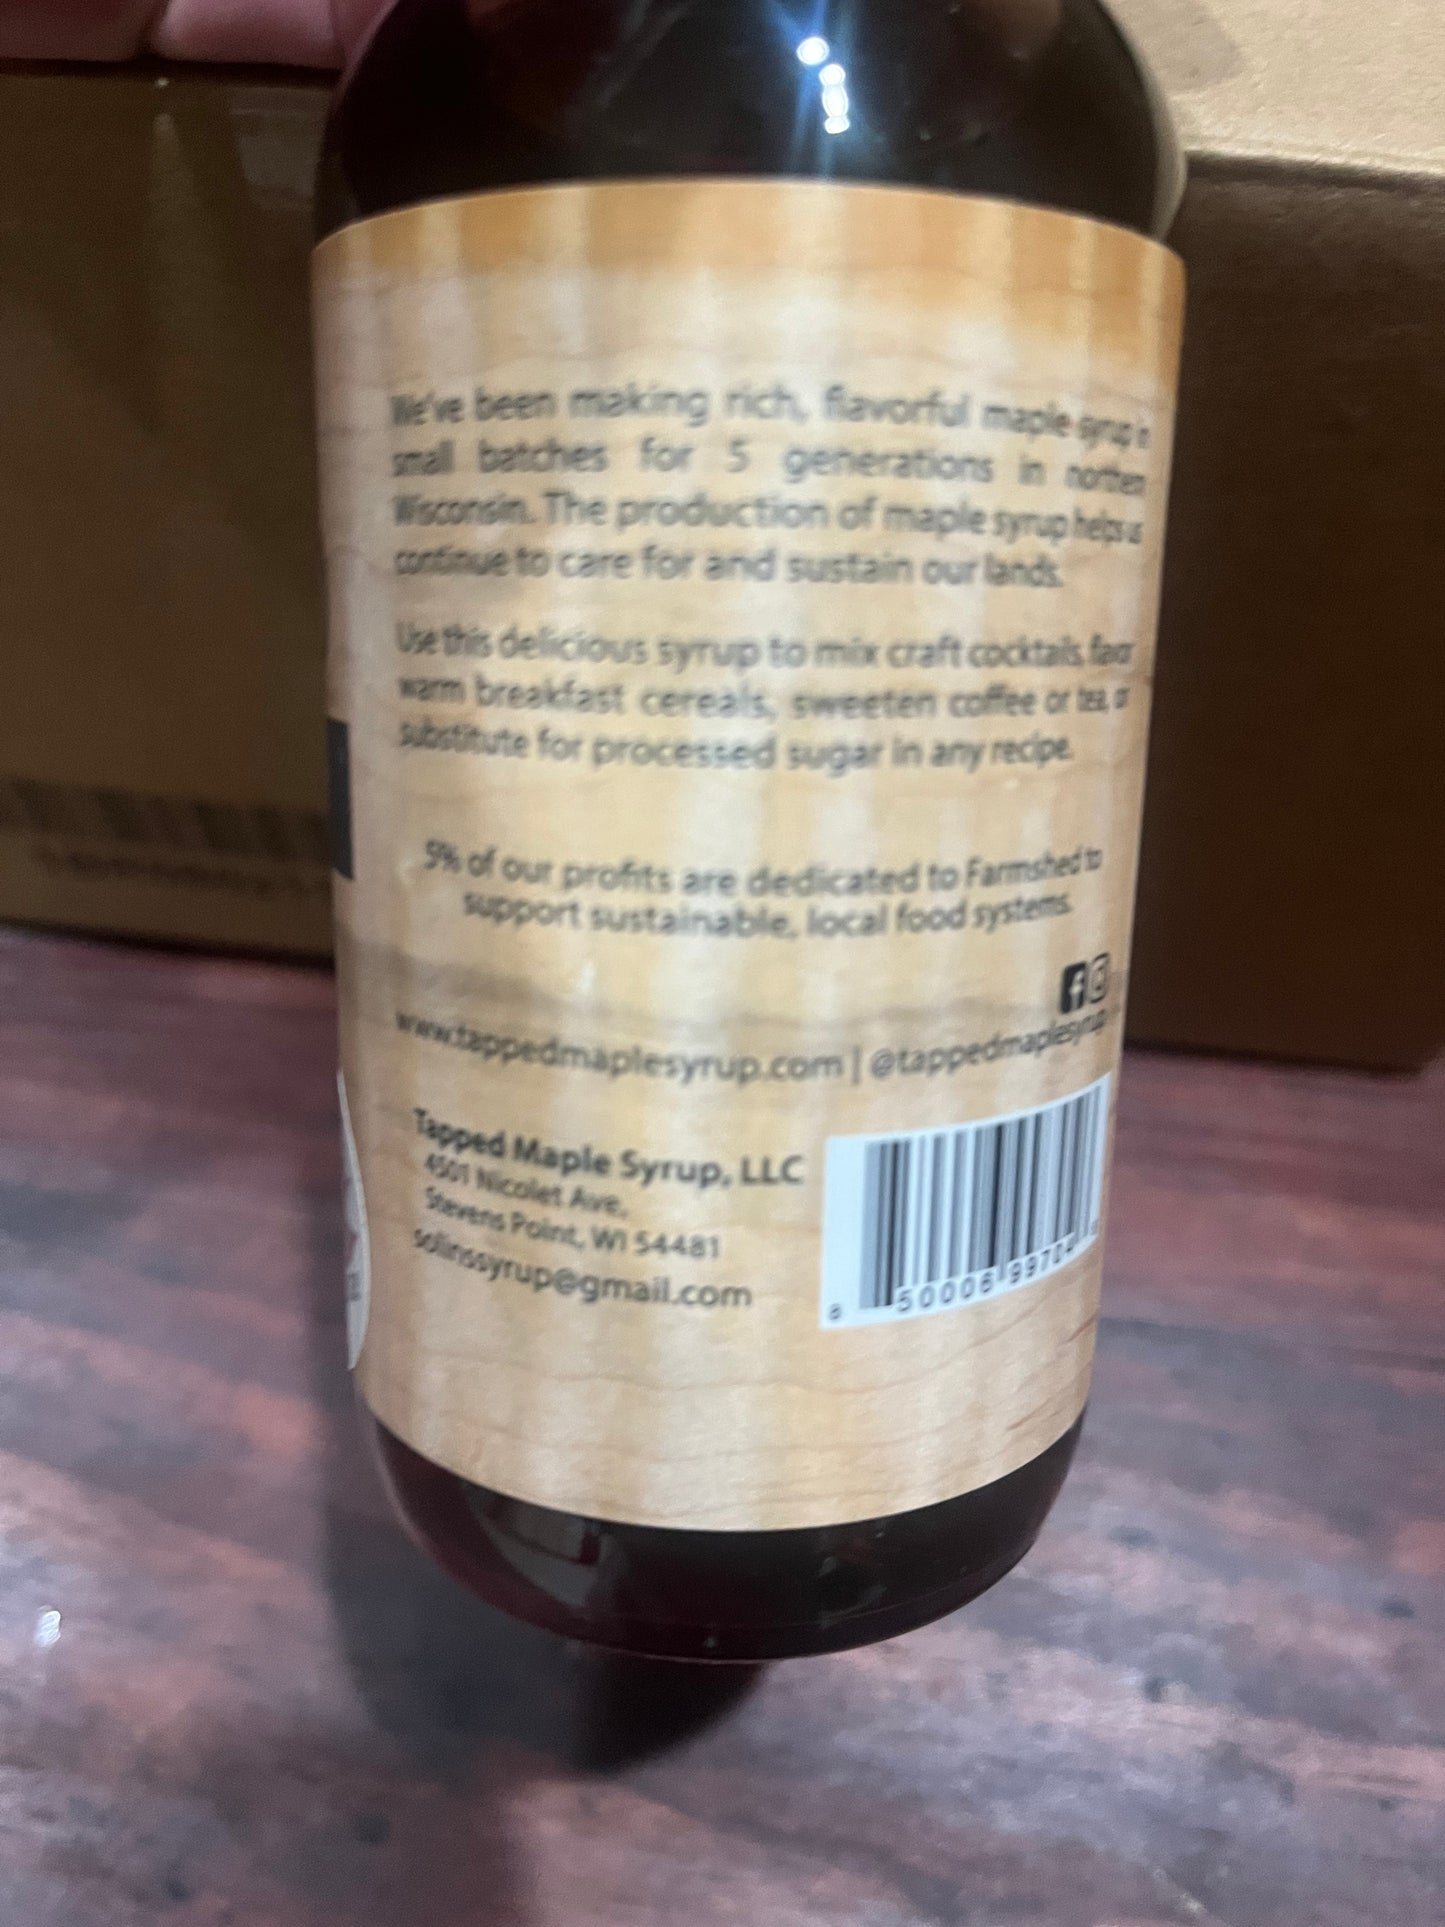 We've been making rich, flavorful maple syrup in
small batches for 5 generations in northern
Wisconsin. The production of maple syrup helps us
continue to care for and sustain our lands.
Use this delicious syrup to mix craft cocktails, flavor
warm breakfast cereals, sweeten coffee or tea, or
substitute for processed sugar in any recipe.
5% of our profits are dedicated to Farmshed to
support sustainable, local food systems.
www.tappedmaplesyrup.com | @tappedmaplesyrup
Tapped Maple Syrup, LLC
4501 Nicolet Ave,
Stevens Point, WI 54481
solinssyrup@gmail.com
8 50006 99704